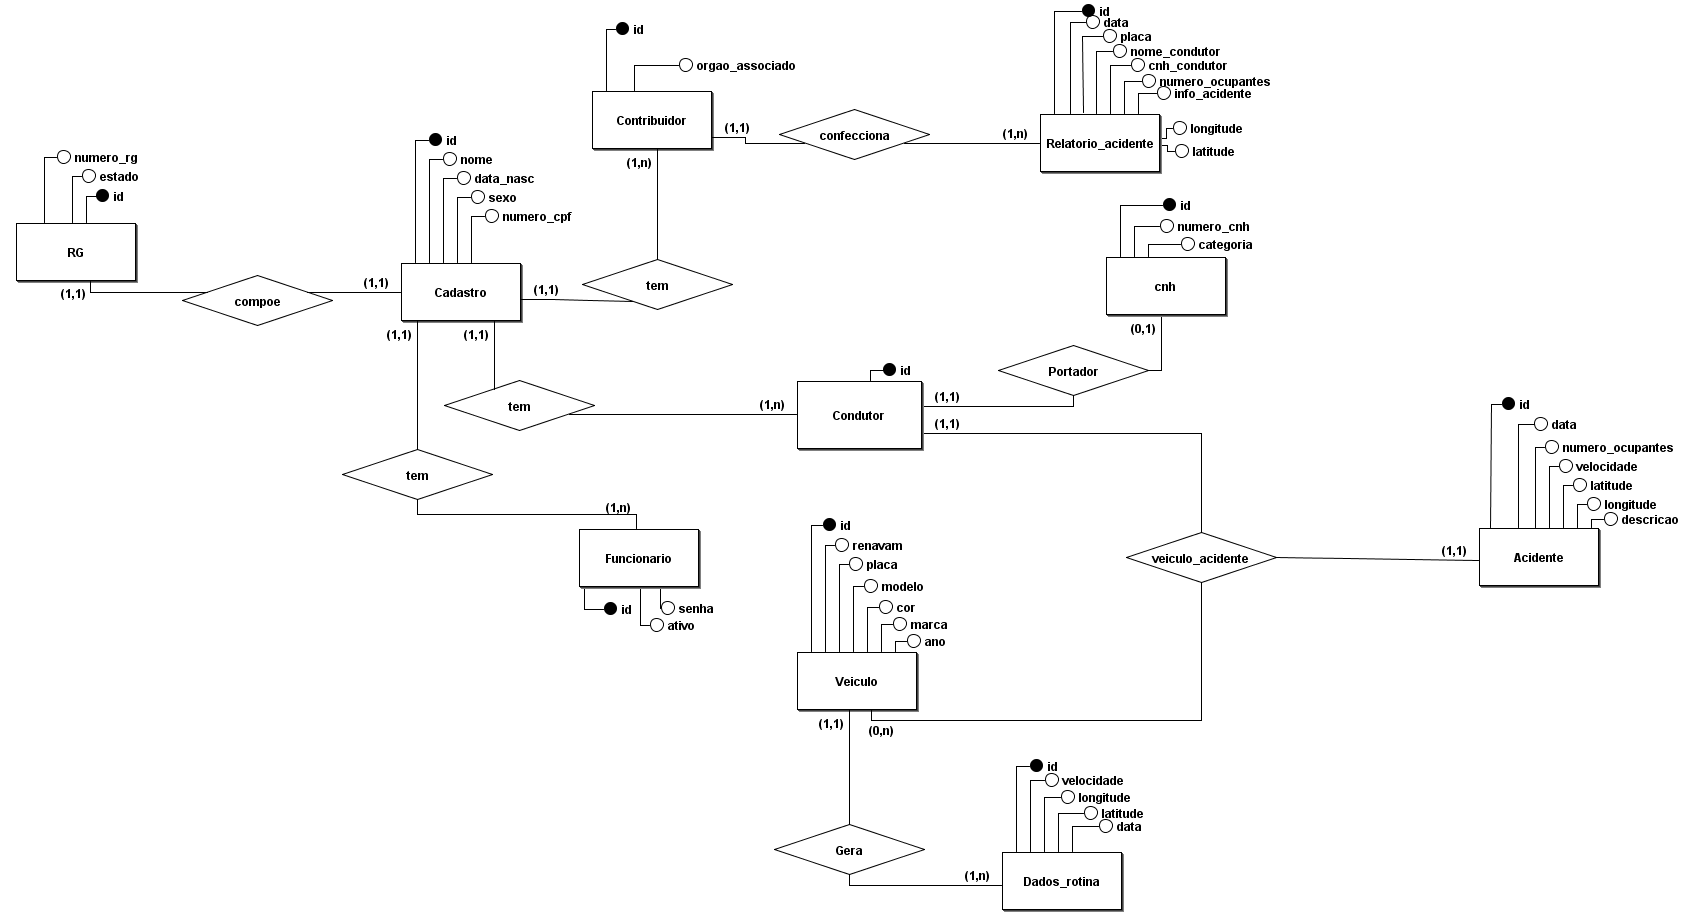 id
orgao_associado
Contribuidor
(1,1)
(1,n)
confecciona
(1,n)
id
data
placa
nome_condutor
cnh_condutor
numero_ocupantes
info_acidente
longitude
latitude
Relatorio_acidente
numero_rg
estado
id
RG
(1,1)
compoe
(1,1)
id
nome
data_nasc
sexo
numero_cpf
Cadastro
(1,1)
tem
(1,1)
(1,1)
id
numero_cnh
categoria
cnh
(0,1)
Portador
tem
(1,n)
id
Condutor
(1,1)
(1,1)
tem
(1,n)
Funcionario
id
senha
ativo
id
data
numero_ocupantes
velocidade
latitude
longitude
descricao
Acidente
(1,1)
veiculo_acidente
id
renavam
placa
modelo
cor
marca
ano
Veiculo
(1,1)
(0,n)
Gera
(1,n)
id
velocidade
longitude
latitude
data
Dados_rotina